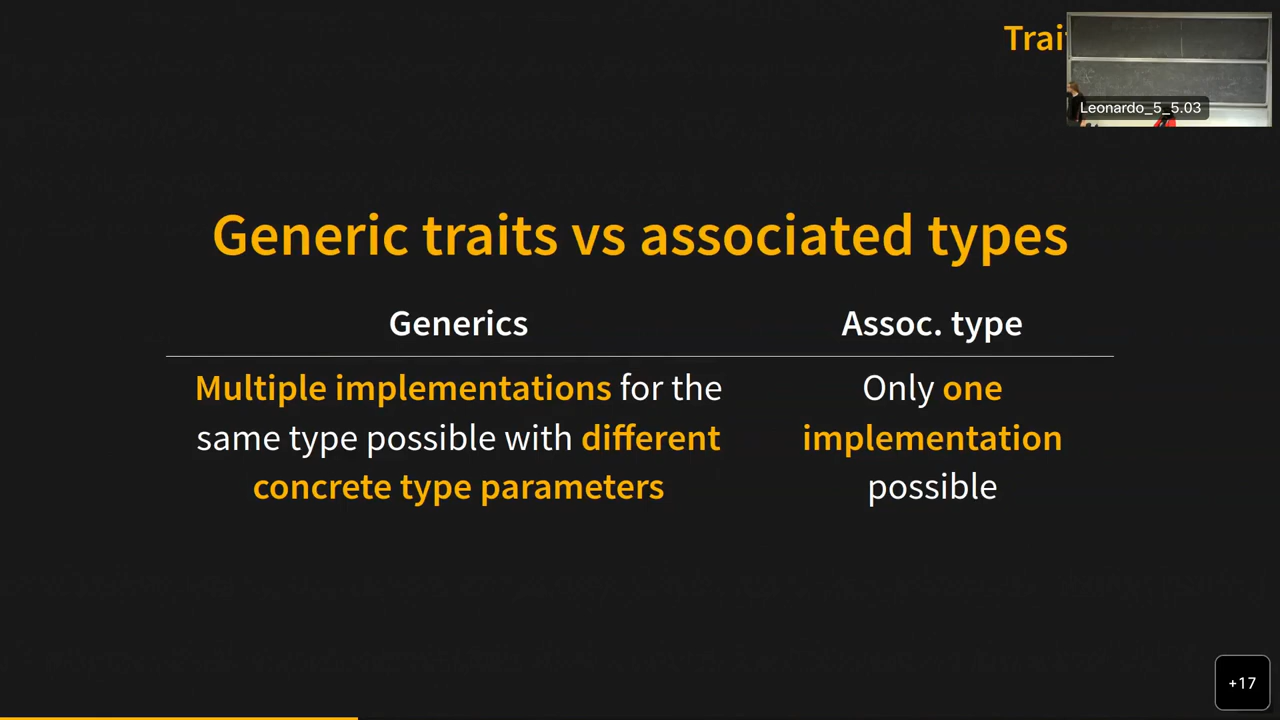 Leonardo_5_5.03
Generic traits vs associated types
Generics
Assoc. type
Multiple implementations for the
same type possible with different
concrete type parameters
Only one
implementation
possible
+17